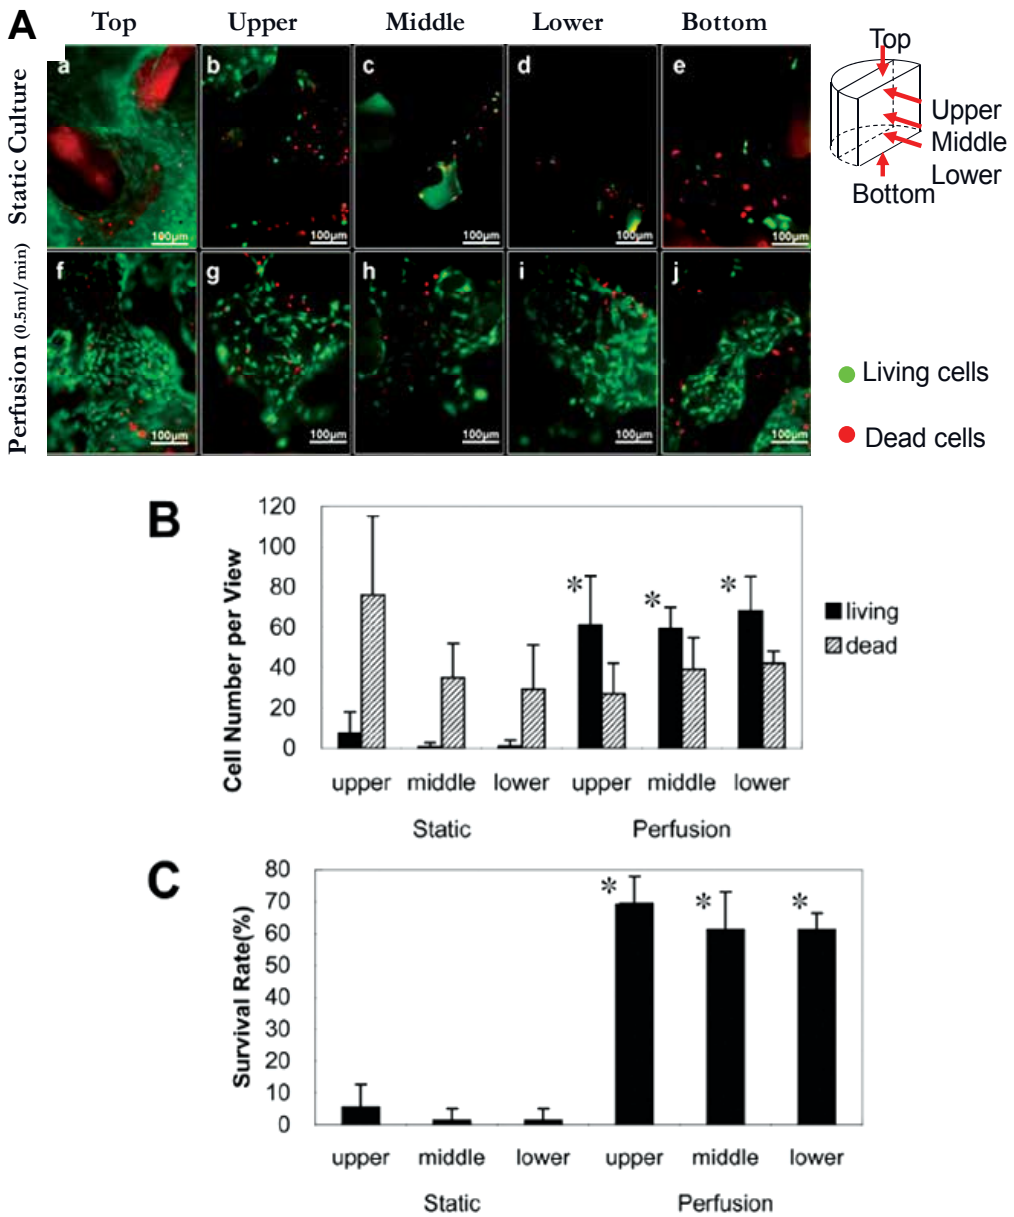 A
Top Upper Middle Lower Bottom
Static Culture
a b c d e
100µm 100µm 100µm 100µm 100µm
Perfusion (0.5ml/min)
f g h i j
100µm 100µm 100µm 100µm 100µm
Top
Upper
Middle
Lower
Bottom
Living cells
Dead cells
B
Cell Number per View
120
100
80
60
40
20
0
* * *
living
dead
upper middle lower upper middle lower
Static Perfusion
C
Survival Rate(%)
80
70
60
50
40
30
20
10
0
* * *
upper middle lower upper middle lower
Static Perfusion